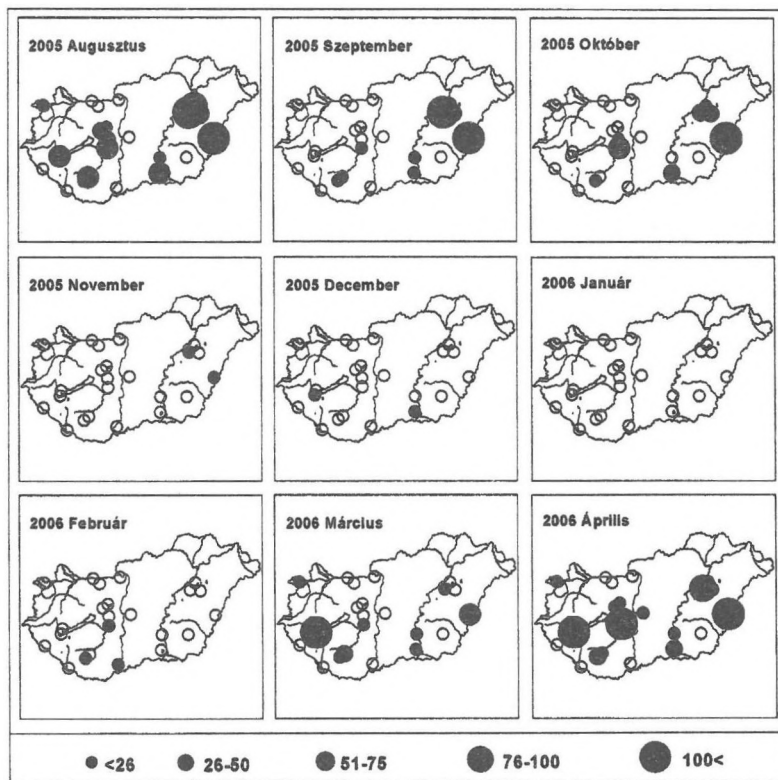 2005 Augusztus
2005 Szeptember
2005 Október
2005 November
2005 December
2006 Január
2006 Február
2006 Március
2006 Április
<26
26-50
51-75
76-100
100<